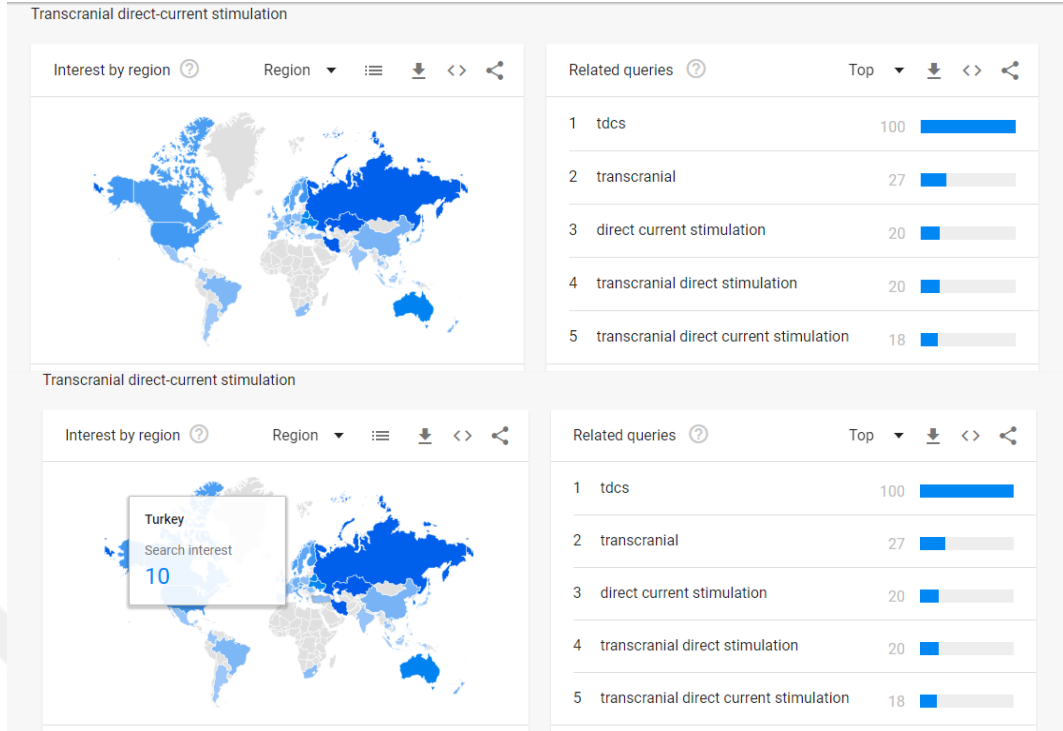 Transcranial direct-current stimulation
Interest by region ? Region
Related queries ? Top
1 tdcs 100
2 transcranial 27
3 direct current stimulation 20
4 transcranial direct stimulation 20
5 transcranial direct current stimulation 18
Transcranial direct-current stimulation
Interest by region ? Region
Turkey
Search interest
10
Related queries ? Top
1 tdcs 100
2 transcranial 27
3 direct current stimulation 20
4 transcranial direct stimulation 20
5 transcranial direct current stimulation 18